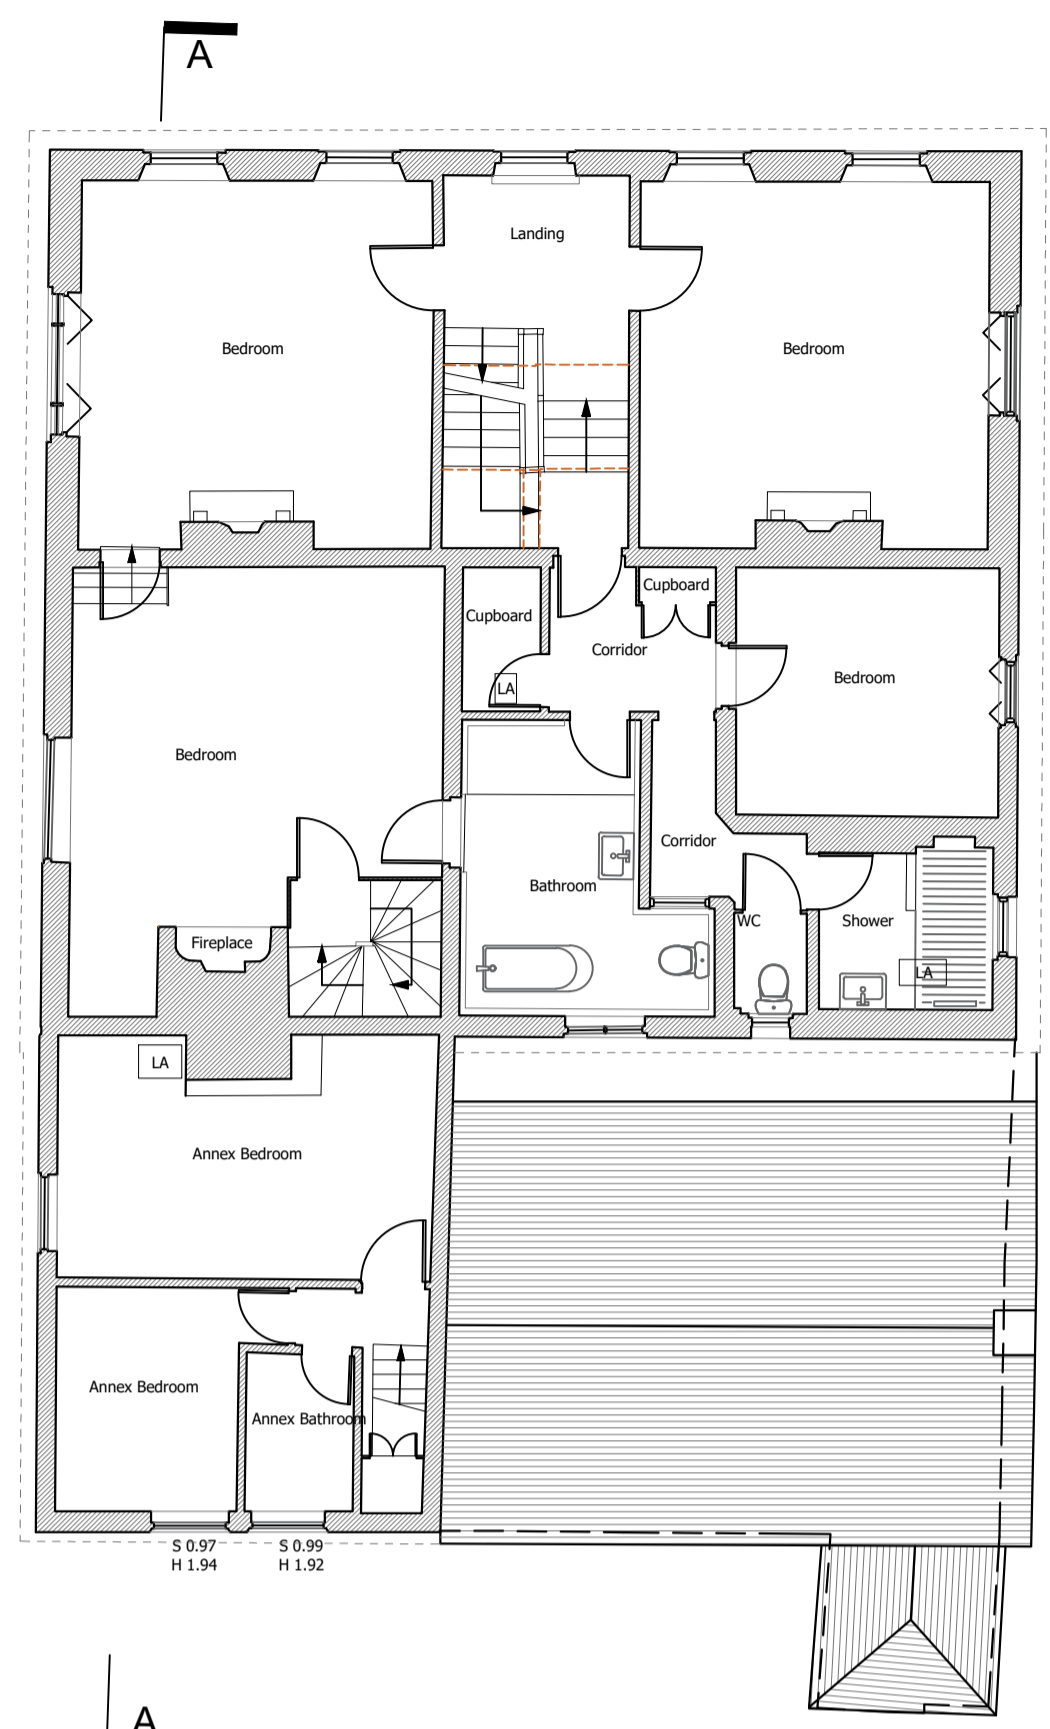 A
Landing
Bedroom
Bedroom
Cupboard
Cupboard
Corridor
Bedroom
LA
Bedroom
Corridor
Bathroom
WC
Shower
Fireplace
LA
LA
Annex Bedroom
Annex Bedroom
Annex Bathroom
S 0.97
H 1.94
S 0.99
H 1.92
A